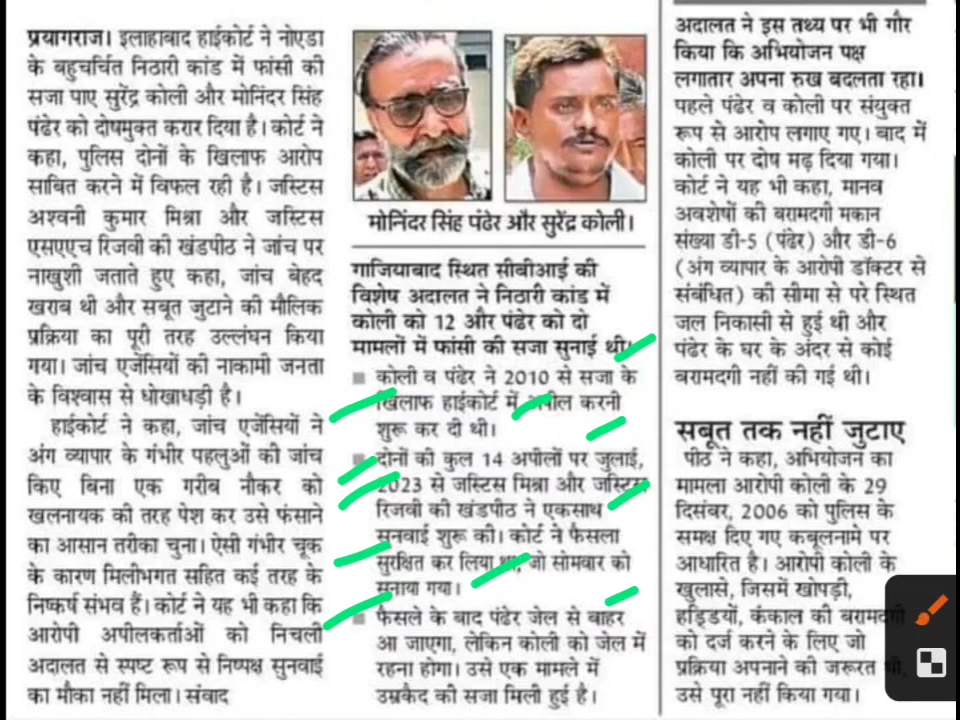 प्रयागराज। इलाहाबाद हाईकोर्ट ने नोएडा
के बहुचर्चित निठारी कांड में फांसी की
सजा पाए सुरेंद्र कोली और मोनिंदर सिंह
पंढेर को दोषमुक्त करार दिया है। कोर्ट ने
कहा, पुलिस दोनों के खिलाफ आरोप
साबित करने में विफल रही है। जस्टिस
अश्वनी कुमार मिश्रा और जस्टिस
एसएएच रिजवी की खंडपीठ ने जांच पर
नाखुशी जताते हुए कहा, जांच बेहद
खराब थी और सबूत जुटाने की मौलिक
प्रक्रिया का पूरी तरह उल्लंघन किया
गया। जांच एजेंसियों की नाकामी जनता
के विश्वास से धोखाधड़ी है।
हाईकोर्ट ने कहा, जांच एजेंसियों ने
अंग व्यापार के गंभीर पहलुओं की जांच
किए बिना एक गरीब नौकर को
खलनायक की तरह पेश कर उसे फंसाने
का आसान तरीका चुना। ऐसी गंभीर चूक
के कारण मिलीभगत सहित कई तरह के
निष्कर्ष संभव हैं। कोर्ट ने यह भी कहा कि
आरोपी अपीलकर्ताओं को निचली
अदालत से स्पष्ट रूप से निष्पक्ष सुनवाई
का मौका नहीं मिला। संवाद
मोनिंदर सिंह पंढेर और सुरेंद्र कोली।
गाजियाबाद स्थित सीबीआई की
विशेष अदालत ने निठारी कांड में
कोली को 12 और पंढेर को दो
मामलों में फांसी की सजा सुनाई थी।
कोली व पंढेर ने 2010 से सजा के
खिलाफ हाईकोर्ट में अपील करनी
शुरू कर दी थी।
दोनों की कुल 14 अपीलों पर जुलाई,
2023 से जस्टिस मिश्रा और जस्टिस
रिजवी की खंडपीठ ने एकसाथ
सुनवाई शुरू की। कोर्ट ने फैसला
सुरक्षित कर लिया था, जो सोमवार को
सुनाया गया।
फैसले के बाद पंढेर जेल से बाहर
आ जाएगा, लेकिन कोली को जेल में
रहना होगा। उसे एक मामले में
उम्रकैद की सजा मिली हुई है।
अदालत ने इस तथ्य पर भी गौर
किया कि अभियोजन पक्ष
लगातार अपना रुख बदलता रहा।
पहले पंढेर व कोली पर संयुक्त
रूप से आरोप लगाए गए। बाद में
कोली पर दोष मढ़ दिया गया।
कोर्ट ने यह भी कहा, मानव
अवशेषों की बरामदगी मकान
संख्या डी-5 (पंढेर) और डी-6
(अंग व्यापार के आरोपी डॉक्टर से
संबंधित) की सीमा से परे स्थित
जल निकासी से हुई थी और
पंढेर के घर के अंदर से कोई
बरामदगी नहीं की गई थी।
सबूत तक नहीं जुटाए
पीठ ने कहा, अभियोजन का
मामला आरोपी कोली के 29
दिसंबर, 2006 को पुलिस के
समक्ष दिए गए कबूलनामे पर
आधारित है। आरोपी कोली के
खुलासे, जिसमें खोपड़ी,
हड्डियों, कंकाल की बरामदगी
को दर्ज करने के लिए जो
प्रक्रिया अपनाने की जरूरत थी,
उसे पूरा नहीं किया गया।